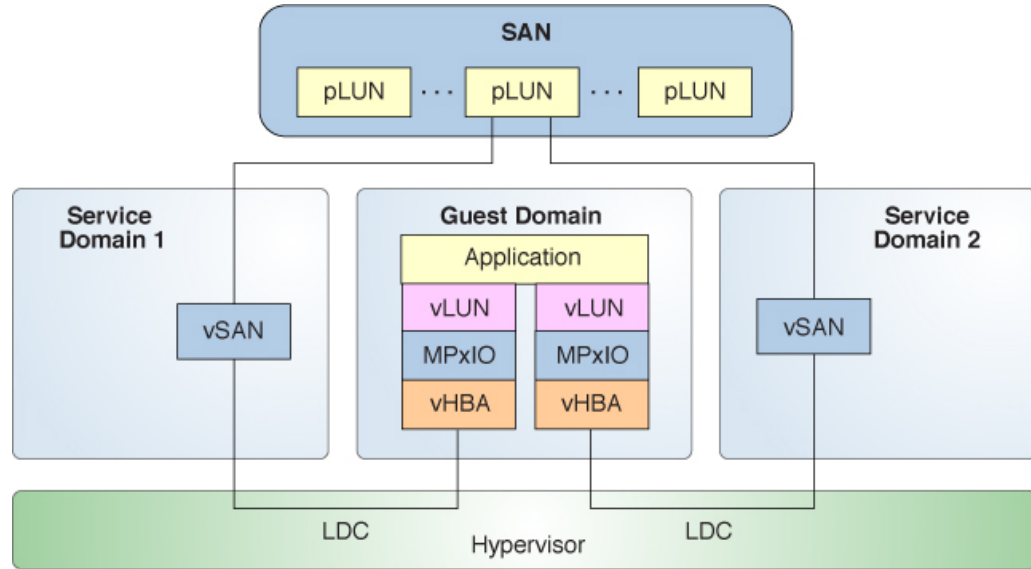 SAN
pLUN ... pLUN ... pLUN
Service
Domain 1
Guest Domain
Service
Domain 2
Application
vLUN vLUN
vSAN
MPxIO MPxIO
vSAN
vHBA vHBA
LDC
LDC
Hypervisor